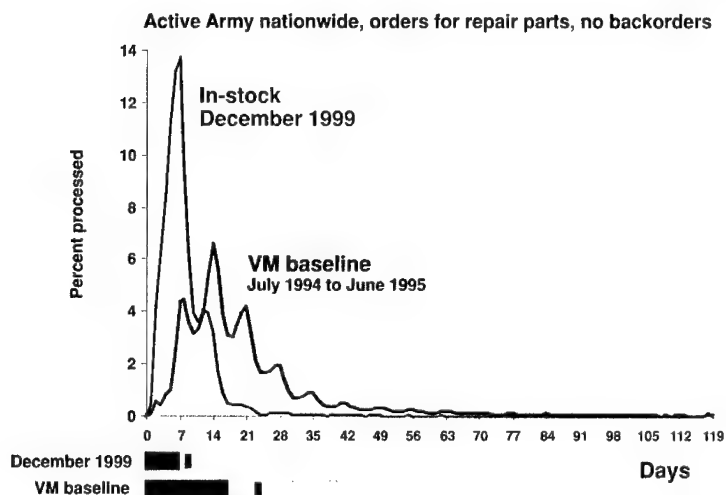 Active Army nationwide, orders for repair parts, no backorders
14
12
10
8
6
4
2
0
Percent processed
In-stock
December 1999
VM baseline
July 1994 to June 1995
0 7 14 21 28 35 42 49 56 63 70 77 84 91 98 105 112 119
December 1999
VM baseline
Days